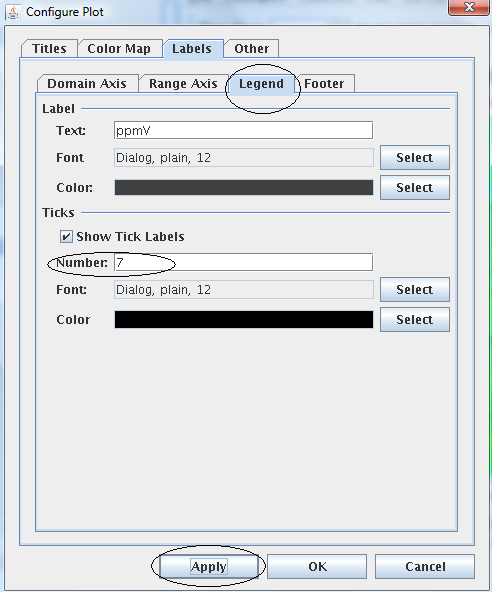 Configure Plot
Titles Color Map Labels Other
Domain Axis Range Axis Legend Footer
Label
Text: ppmV
Font Dialog, plain, 12 Select
Color: Select
Ticks
Show Tick Labels
Number: 7
Font: Dialog, plain, 12 Select
Color Select
Apply OK Cancel